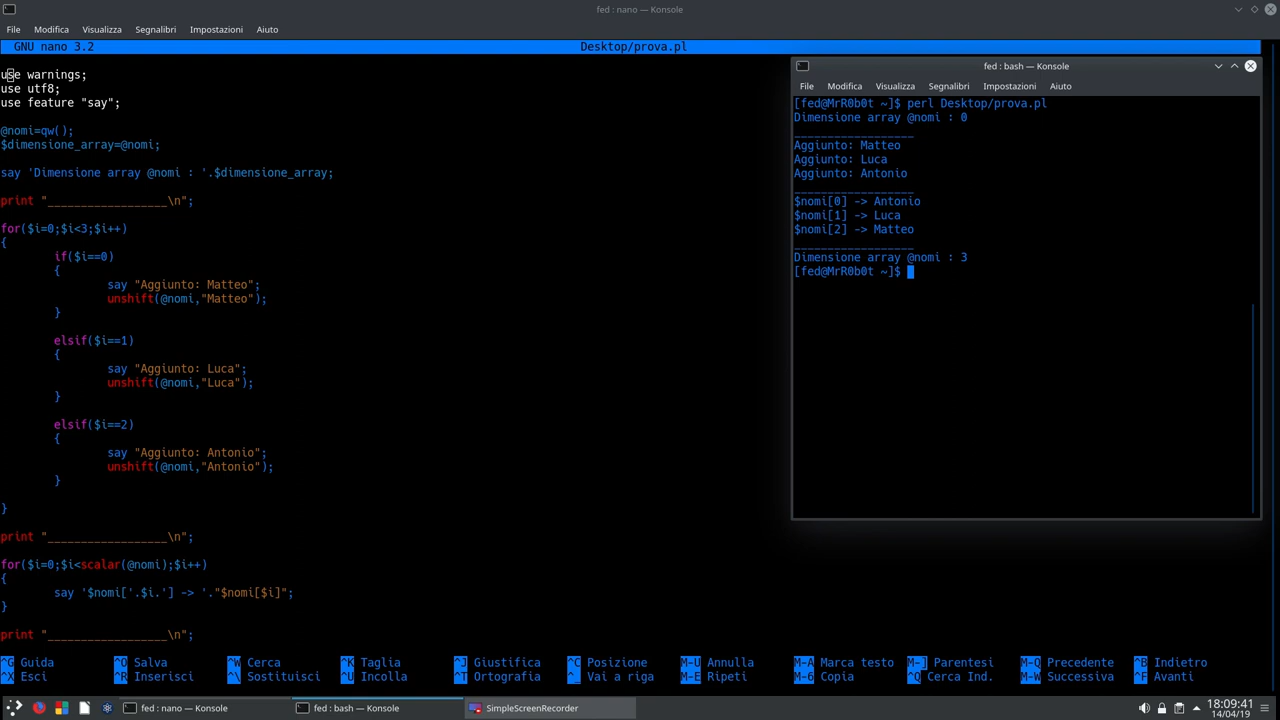 fed : nano — Konsole
File Modifica Visualizza Segnalibri Impostazioni Aiuto
GNU nano 3.2 Desktop/prova.pl
use warnings;
use utf8;
use feature "say";
@nomi=qw();
$dimensione_array=@nomi;
say 'Dimensione array @nomi : '.$dimensione_array;
print "__________________\n";
for($i=0;$i<3;$i++)
{
if($i==0)
{
say "Aggiunto: Matteo";
unshift(@nomi,"Matteo");
}
elsif($i==1)
{
say "Aggiunto: Luca";
unshift(@nomi,"Luca");
}
elsif($i==2)
{
say "Aggiunto: Antonio";
unshift(@nomi,"Antonio");
}
}
print "__________________\n";
for($i=0;$i<scalar(@nomi);$i++)
{
say '$nomi['.$i.'] -> '."$nomi[$i]";
}
print "__________________\n";
^G Guida ^O Salva ^W Cerca ^K Taglia ^J Giustifica ^C Posizione M-U Annulla M-A Marca testo M-] Parentesi M-Q Precedente ^B Indietro
^X Esci ^R Inserisci ^\ Sostituisci ^U Incolla ^T Ortografia ^_ Vai a riga M-E Ripeti M-6 Copia ^Q Cerca Ind. M-W Successiva ^F Avanti
fed : bash — Konsole
File Modifica Visualizza Segnalibri Impostazioni Aiuto
[fed@MrR0b0t ~]$ perl Desktop/prova.pl
Dimensione array @nomi : 0
__________________
Aggiunto: Matteo
Aggiunto: Luca
Aggiunto: Antonio
__________________
$nomi[0] -> Antonio
$nomi[1] -> Luca
$nomi[2] -> Matteo
__________________
Dimensione array @nomi : 3
[fed@MrR0b0t ~]$
fed : nano — Konsole
fed : bash — Konsole
SimpleScreenRecorder
18:09:41
14/04/19